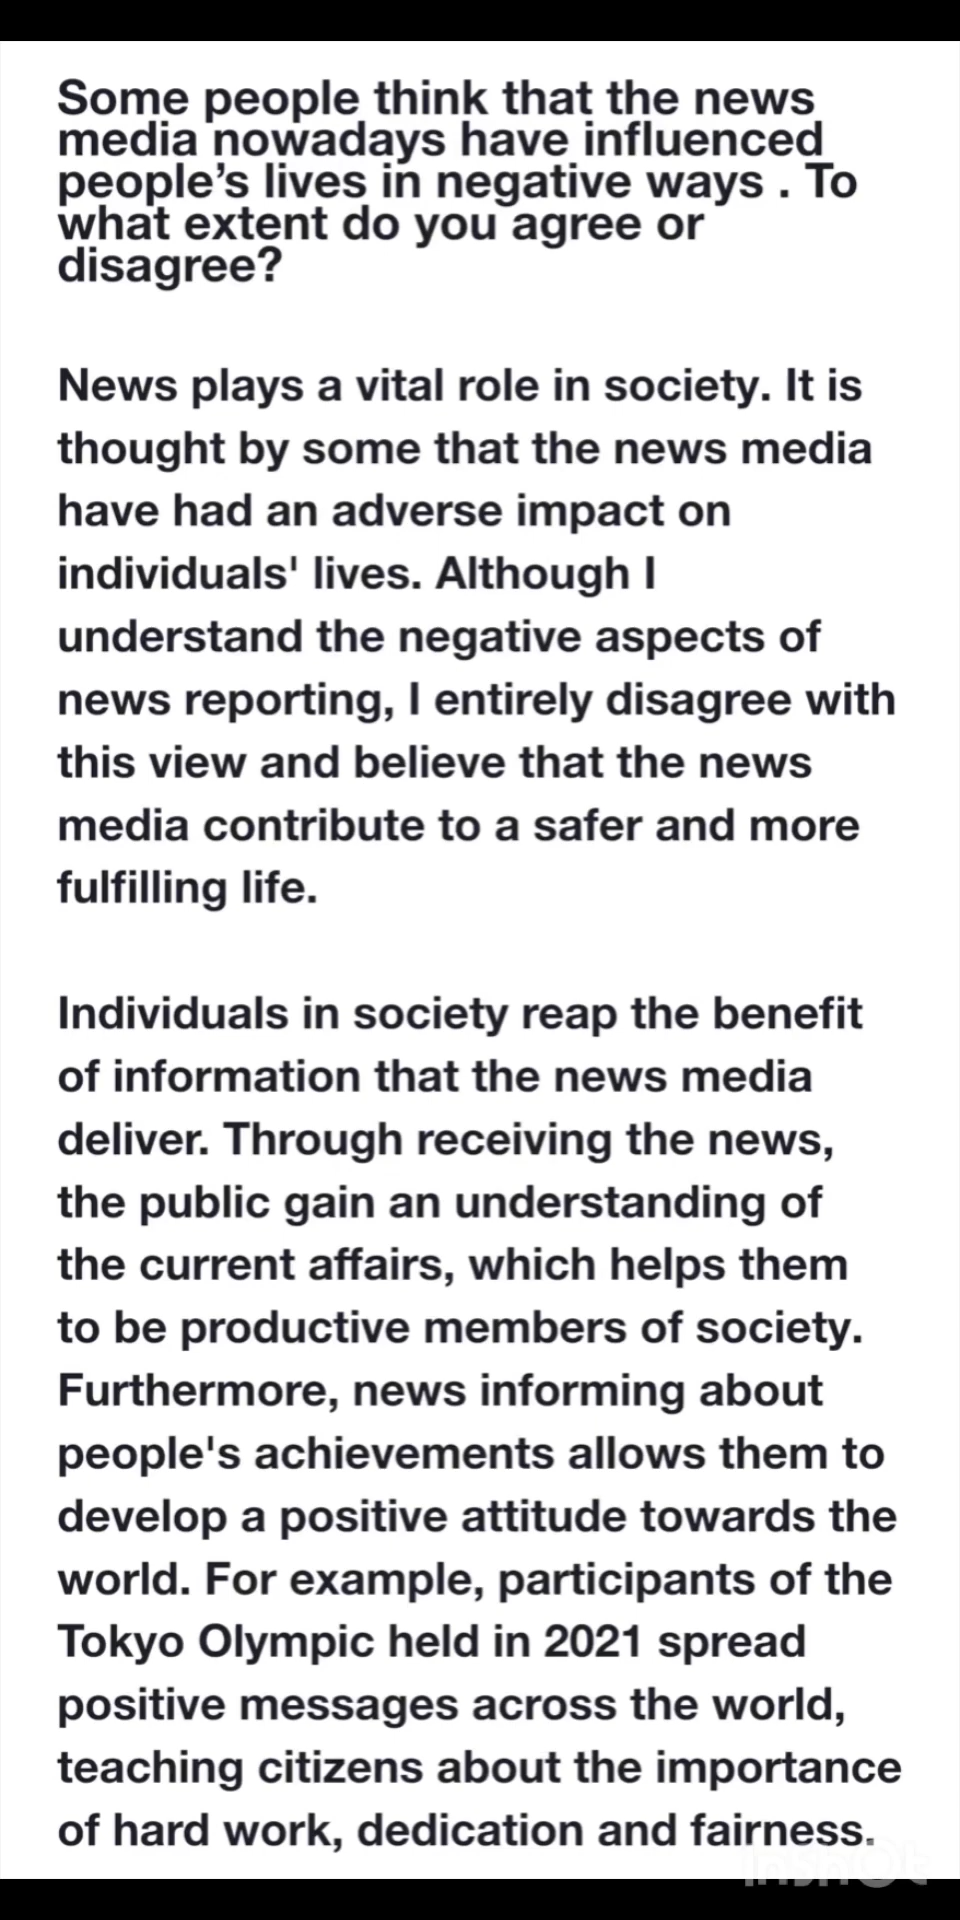 Some people think that the news
media nowadays have influenced
people’s lives in negative ways . To
what extent do you agree or
disagree?
News plays a vital role in society. It is
thought by some that the news media
have had an adverse impact on
individuals' lives. Although I
understand the negative aspects of
news reporting, I entirely disagree with
this view and believe that the news
media contribute to a safer and more
fulfilling life.
Individuals in society reap the benefit
of information that the news media
deliver. Through receiving the news,
the public gain an understanding of
the current affairs, which helps them
to be productive members of society.
Furthermore, news informing about
people's achievements allows them to
develop a positive attitude towards the
world. For example, participants of the
Tokyo Olympic held in 2021 spread
positive messages across the world,
teaching citizens about the importance
of hard work, dedication and fairness.
InShOt